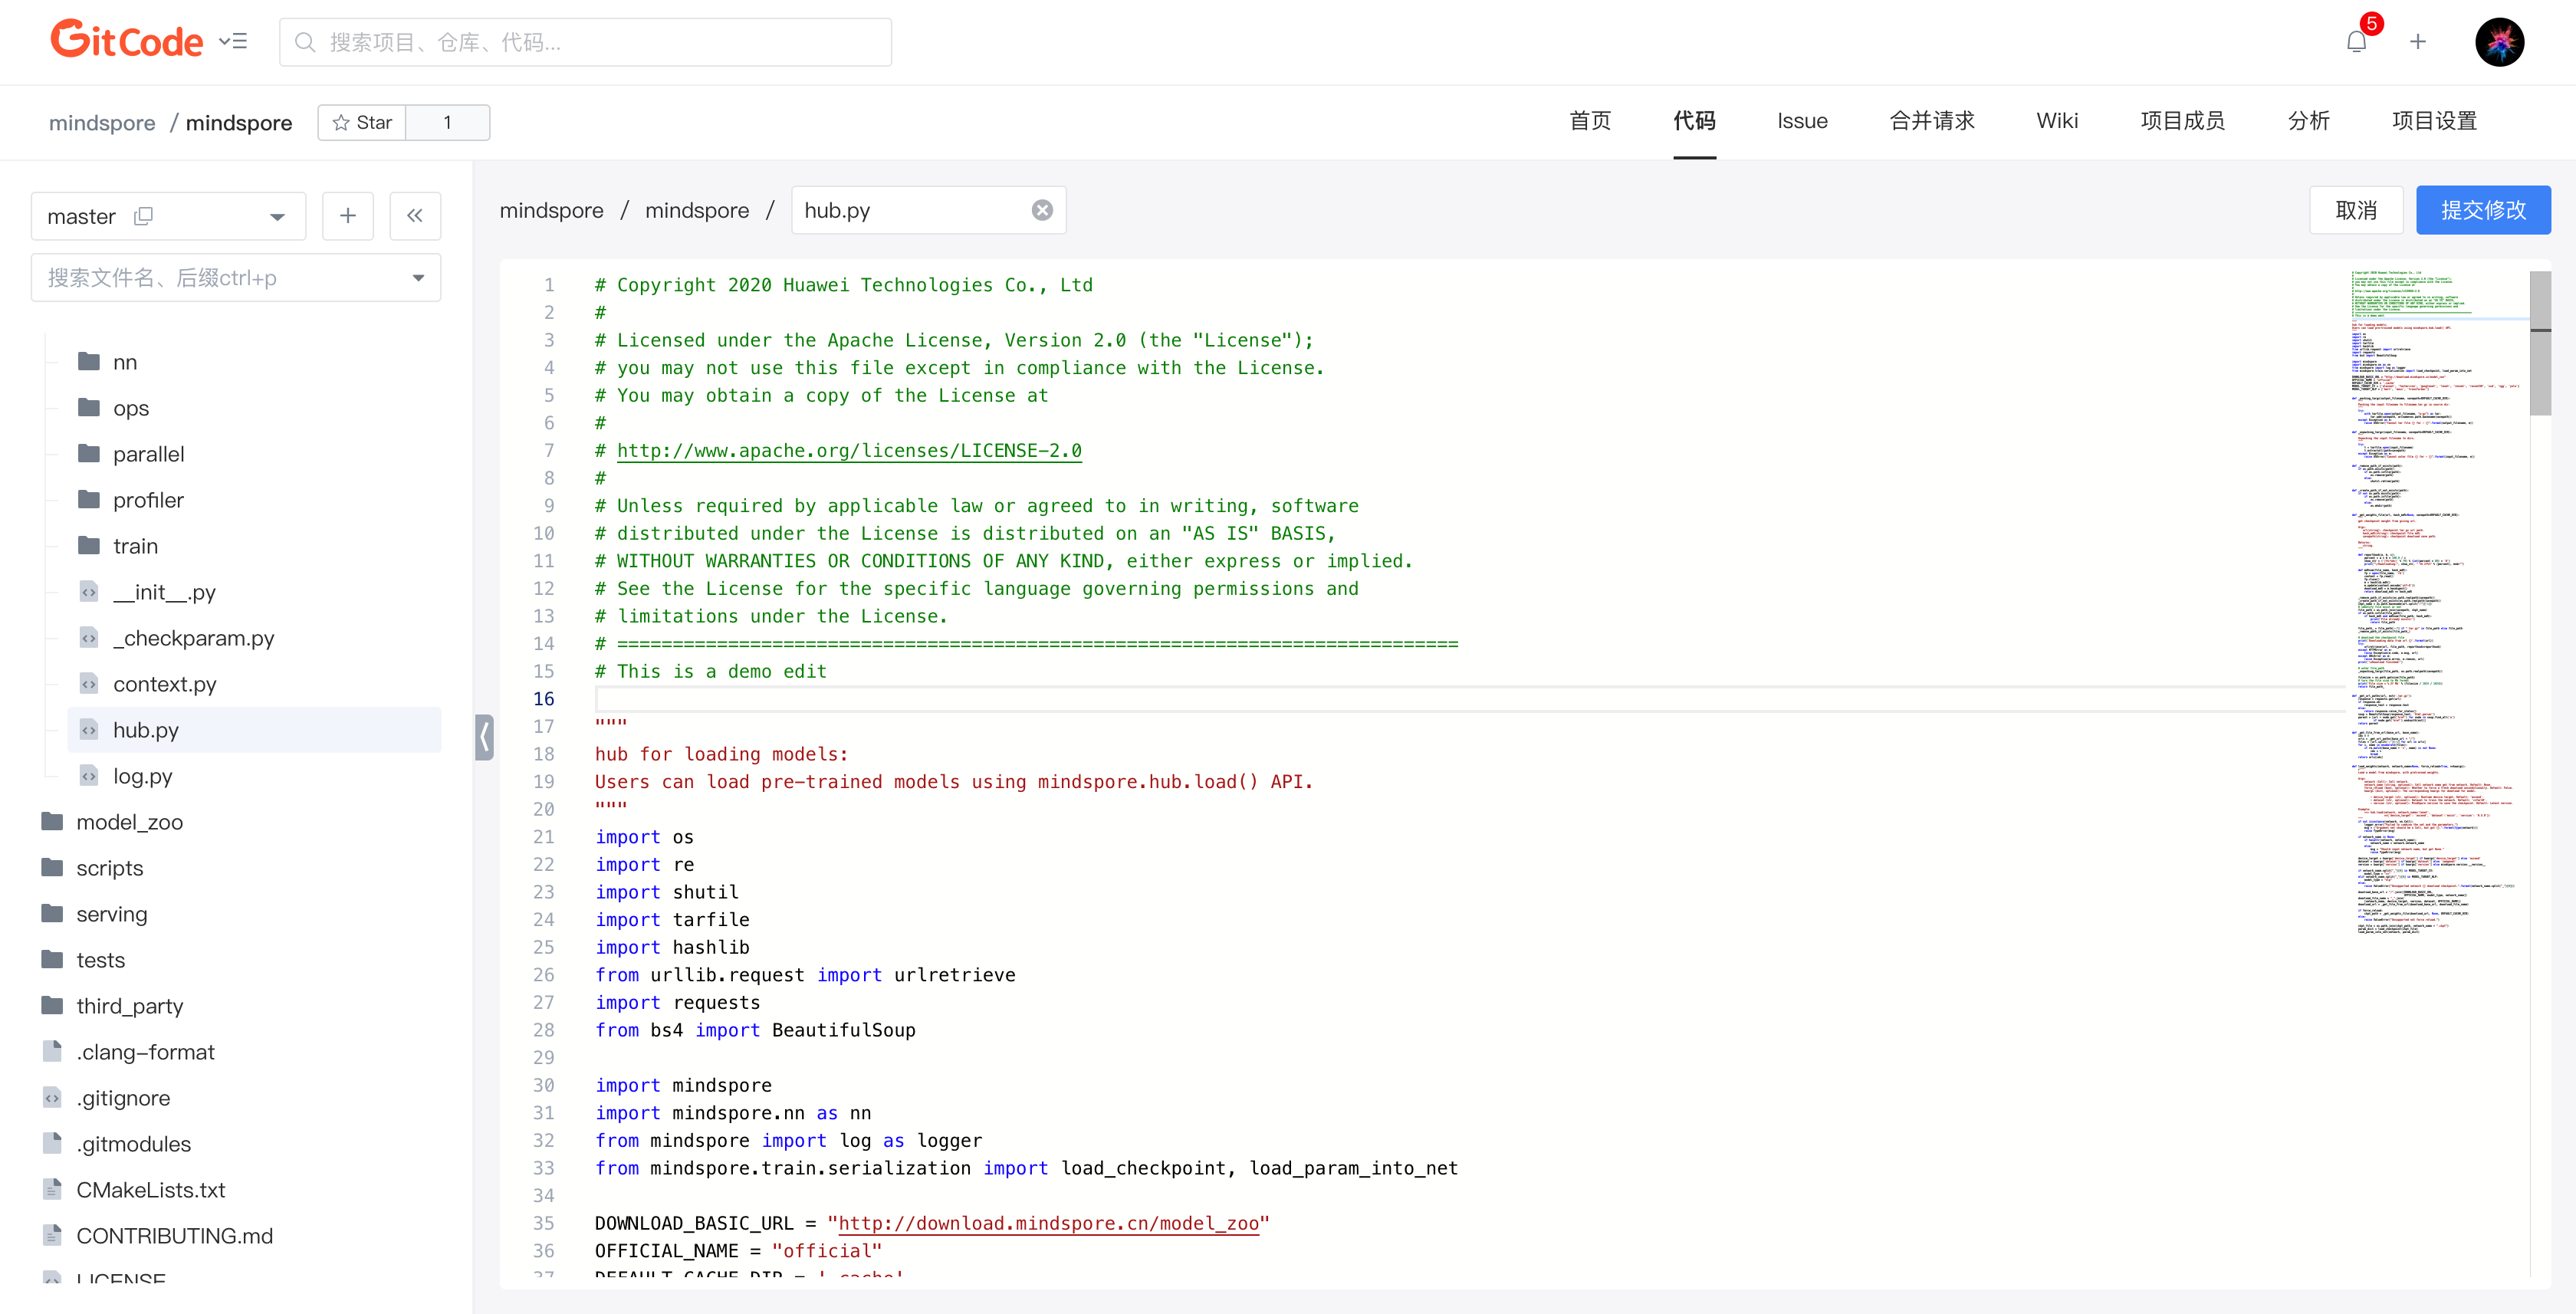 GitCode
搜索项目、仓库、代码...
5
mindspore / mindspore
Star 1
首页 代码 Issue 合并请求 Wiki 项目成员 分析 项目设置
master
搜索文件名、后缀ctrl+p
nn
ops
parallel
profiler
train
__init__.py
_checkparam.py
context.py
hub.py
log.py
model_zoo
scripts
serving
tests
third_party
.clang-format
.gitignore
.gitmodules
CMakeLists.txt
CONTRIBUTING.md
LICENSE
mindspore / mindspore / hub.py
取消 提交修改
1 # Copyright 2020 Huawei Technologies Co., Ltd
2 #
3 # Licensed under the Apache License, Version 2.0 (the "License");
4 # you may not use this file except in compliance with the License.
5 # You may obtain a copy of the License at
6 #
7 # http://www.apache.org/licenses/LICENSE-2.0
8 #
9 # Unless required by applicable law or agreed to in writing, software
10 # distributed under the License is distributed on an "AS IS" BASIS,
11 # WITHOUT WARRANTIES OR CONDITIONS OF ANY KIND, either express or implied.
12 # See the License for the specific language governing permissions and
13 # limitations under the License.
14 # ============================================================================
15 # This is a demo edit
16
17 """
18 hub for loading models:
19 Users can load pre-trained models using mindspore.hub.load() API.
20 """
21 import os
22 import re
23 import shutil
24 import tarfile
25 import hashlib
26 from urllib.request import urlretrieve
27 import requests
28 from bs4 import BeautifulSoup
29
30 import mindspore
31 import mindspore.nn as nn
32 from mindspore import log as logger
33 from mindspore.train.serialization import load_checkpoint, load_param_into_net
34
35 DOWNLOAD_BASIC_URL = "http://download.mindspore.cn/model_zoo"
36 OFFICIAL_NAME = "official"
37 DEFAULT_CACHE_DIR = '.cache'